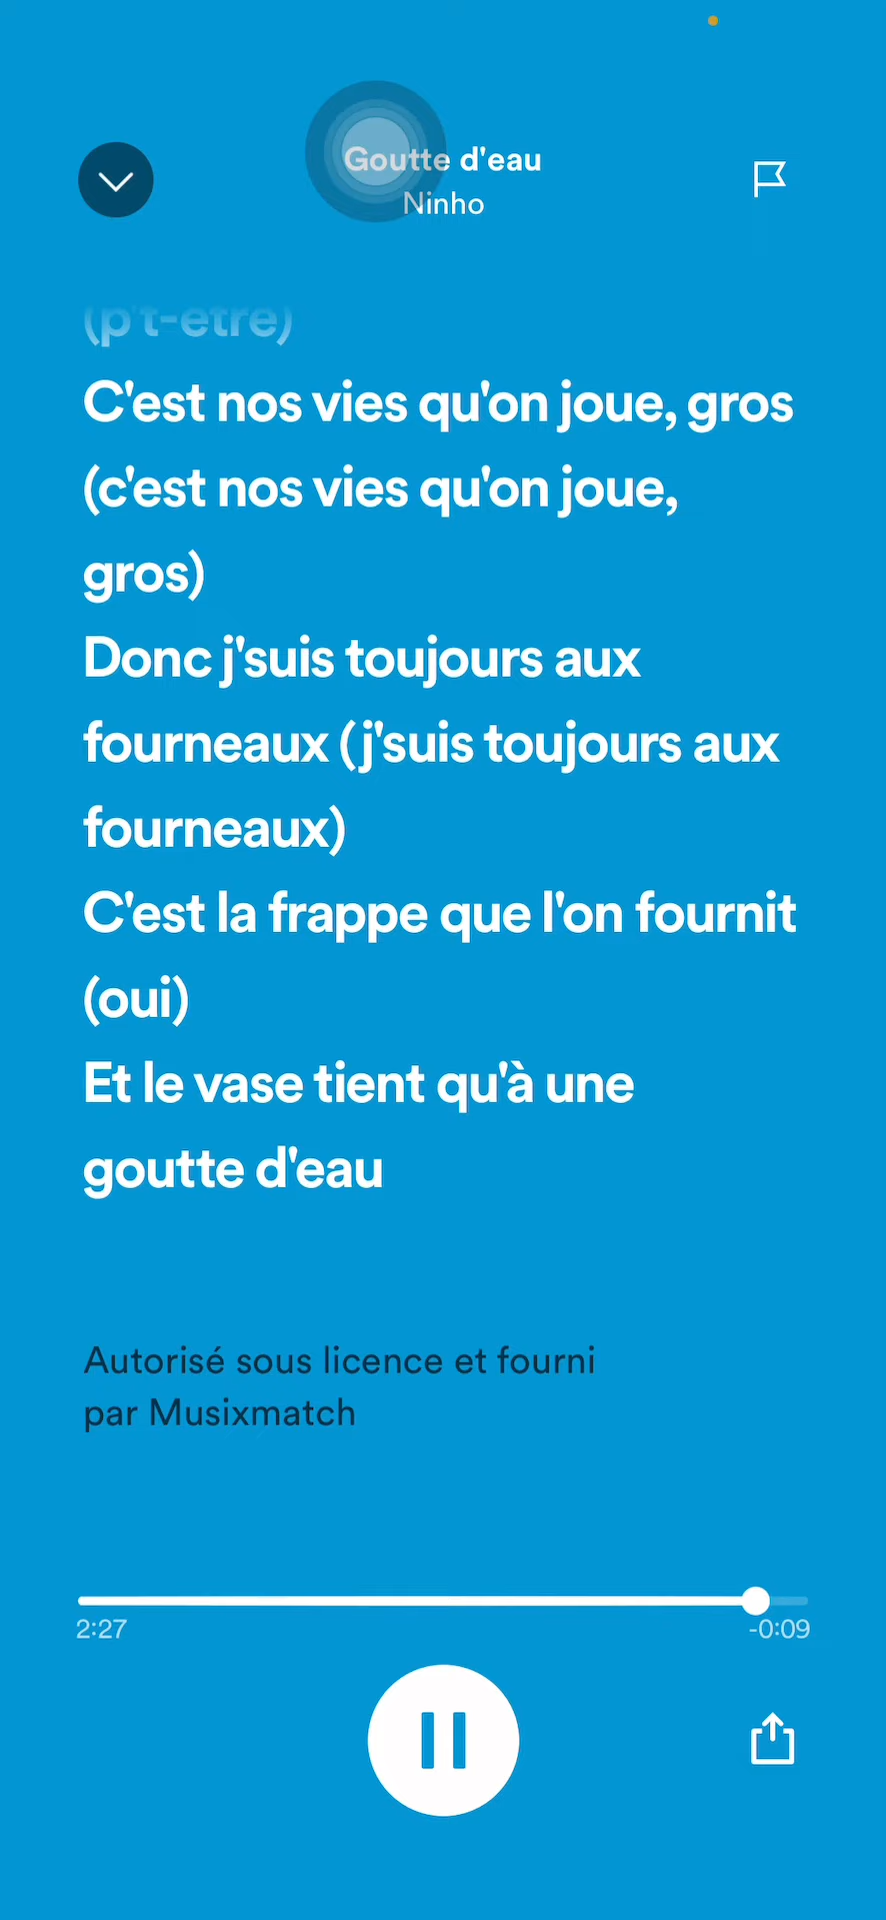 Goutte d'eau
Ninho
(p't-être)
C'est nos vies qu'on joue, gros
(c'est nos vies qu'on joue,
gros)
Donc j'suis toujours aux
fourneaux (j'suis toujours aux
fourneaux)
C'est la frappe que l'on fournit
(oui)
Et le vase tient qu'à une
goutte d'eau
Autorisé sous licence et fourni
par Musixmatch
2:27
-0:09